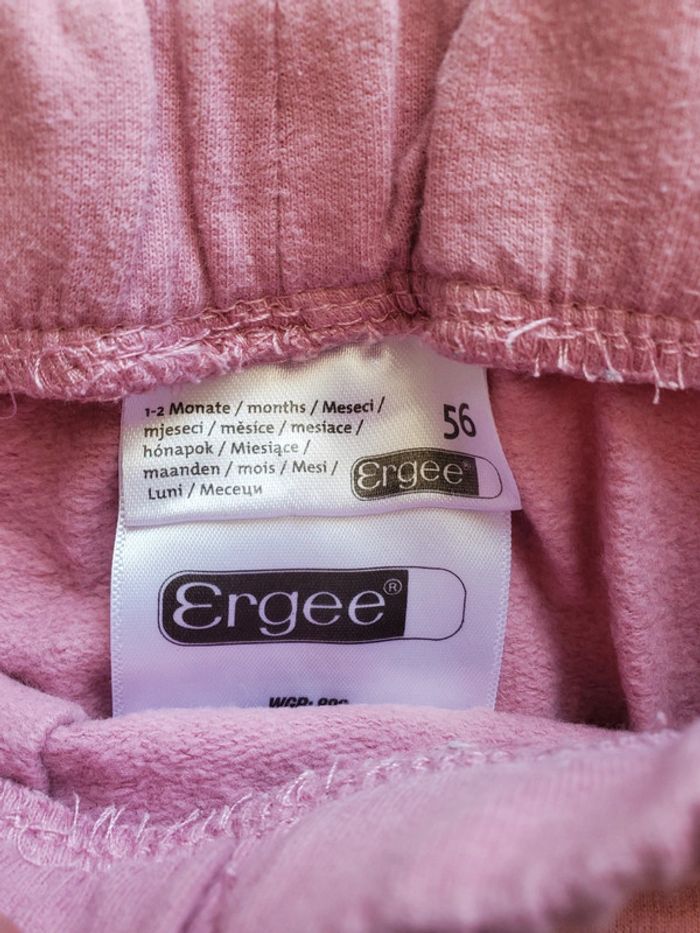 1-2 Monate / months / Meseci /
mjeseci / měsíce / mesiace /
hónapok / Miesiące /
maanden / mois / Mesi /
Luni / Месеци
56
Ergee®
Ergee®